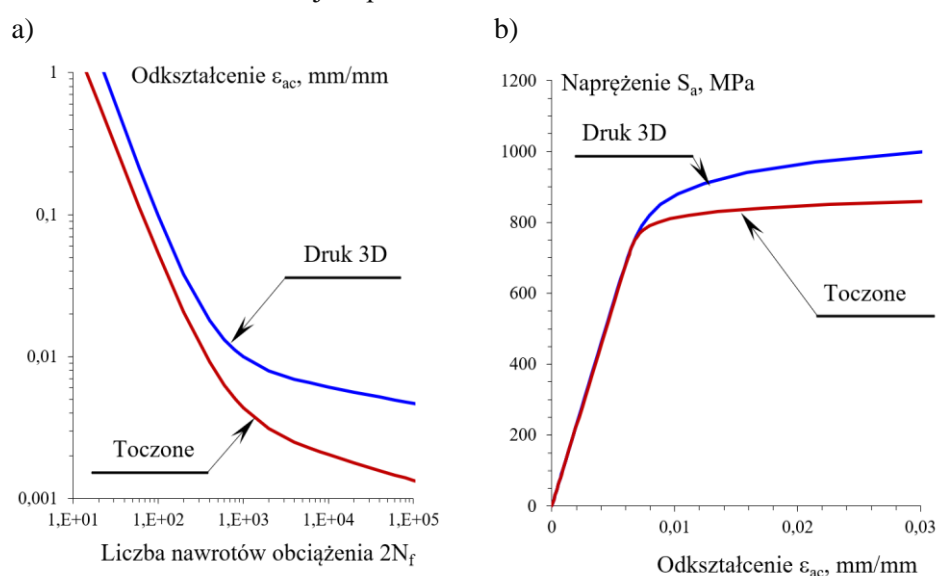 a)
Odkształcenie εac, mm/mm
1
0,1
0,01
0,001
Druk 3D
Toczone
1,E+01 1,E+02 1,E+03 1,E+04 1,E+05
Liczba nawrotów obciążenia 2Nf
b)
Naprężenie Sa, MPa
1200
1000
800
600
400
200
0
Druk 3D
Toczone
0 0,01 0,02 0,03
Odkształcenie εac, mm/mm